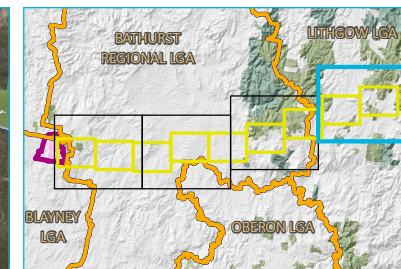 BATHURST
REGIONAL LGA
LITHGOW LGA
BLAYNEY
LGA
OBERON LGA